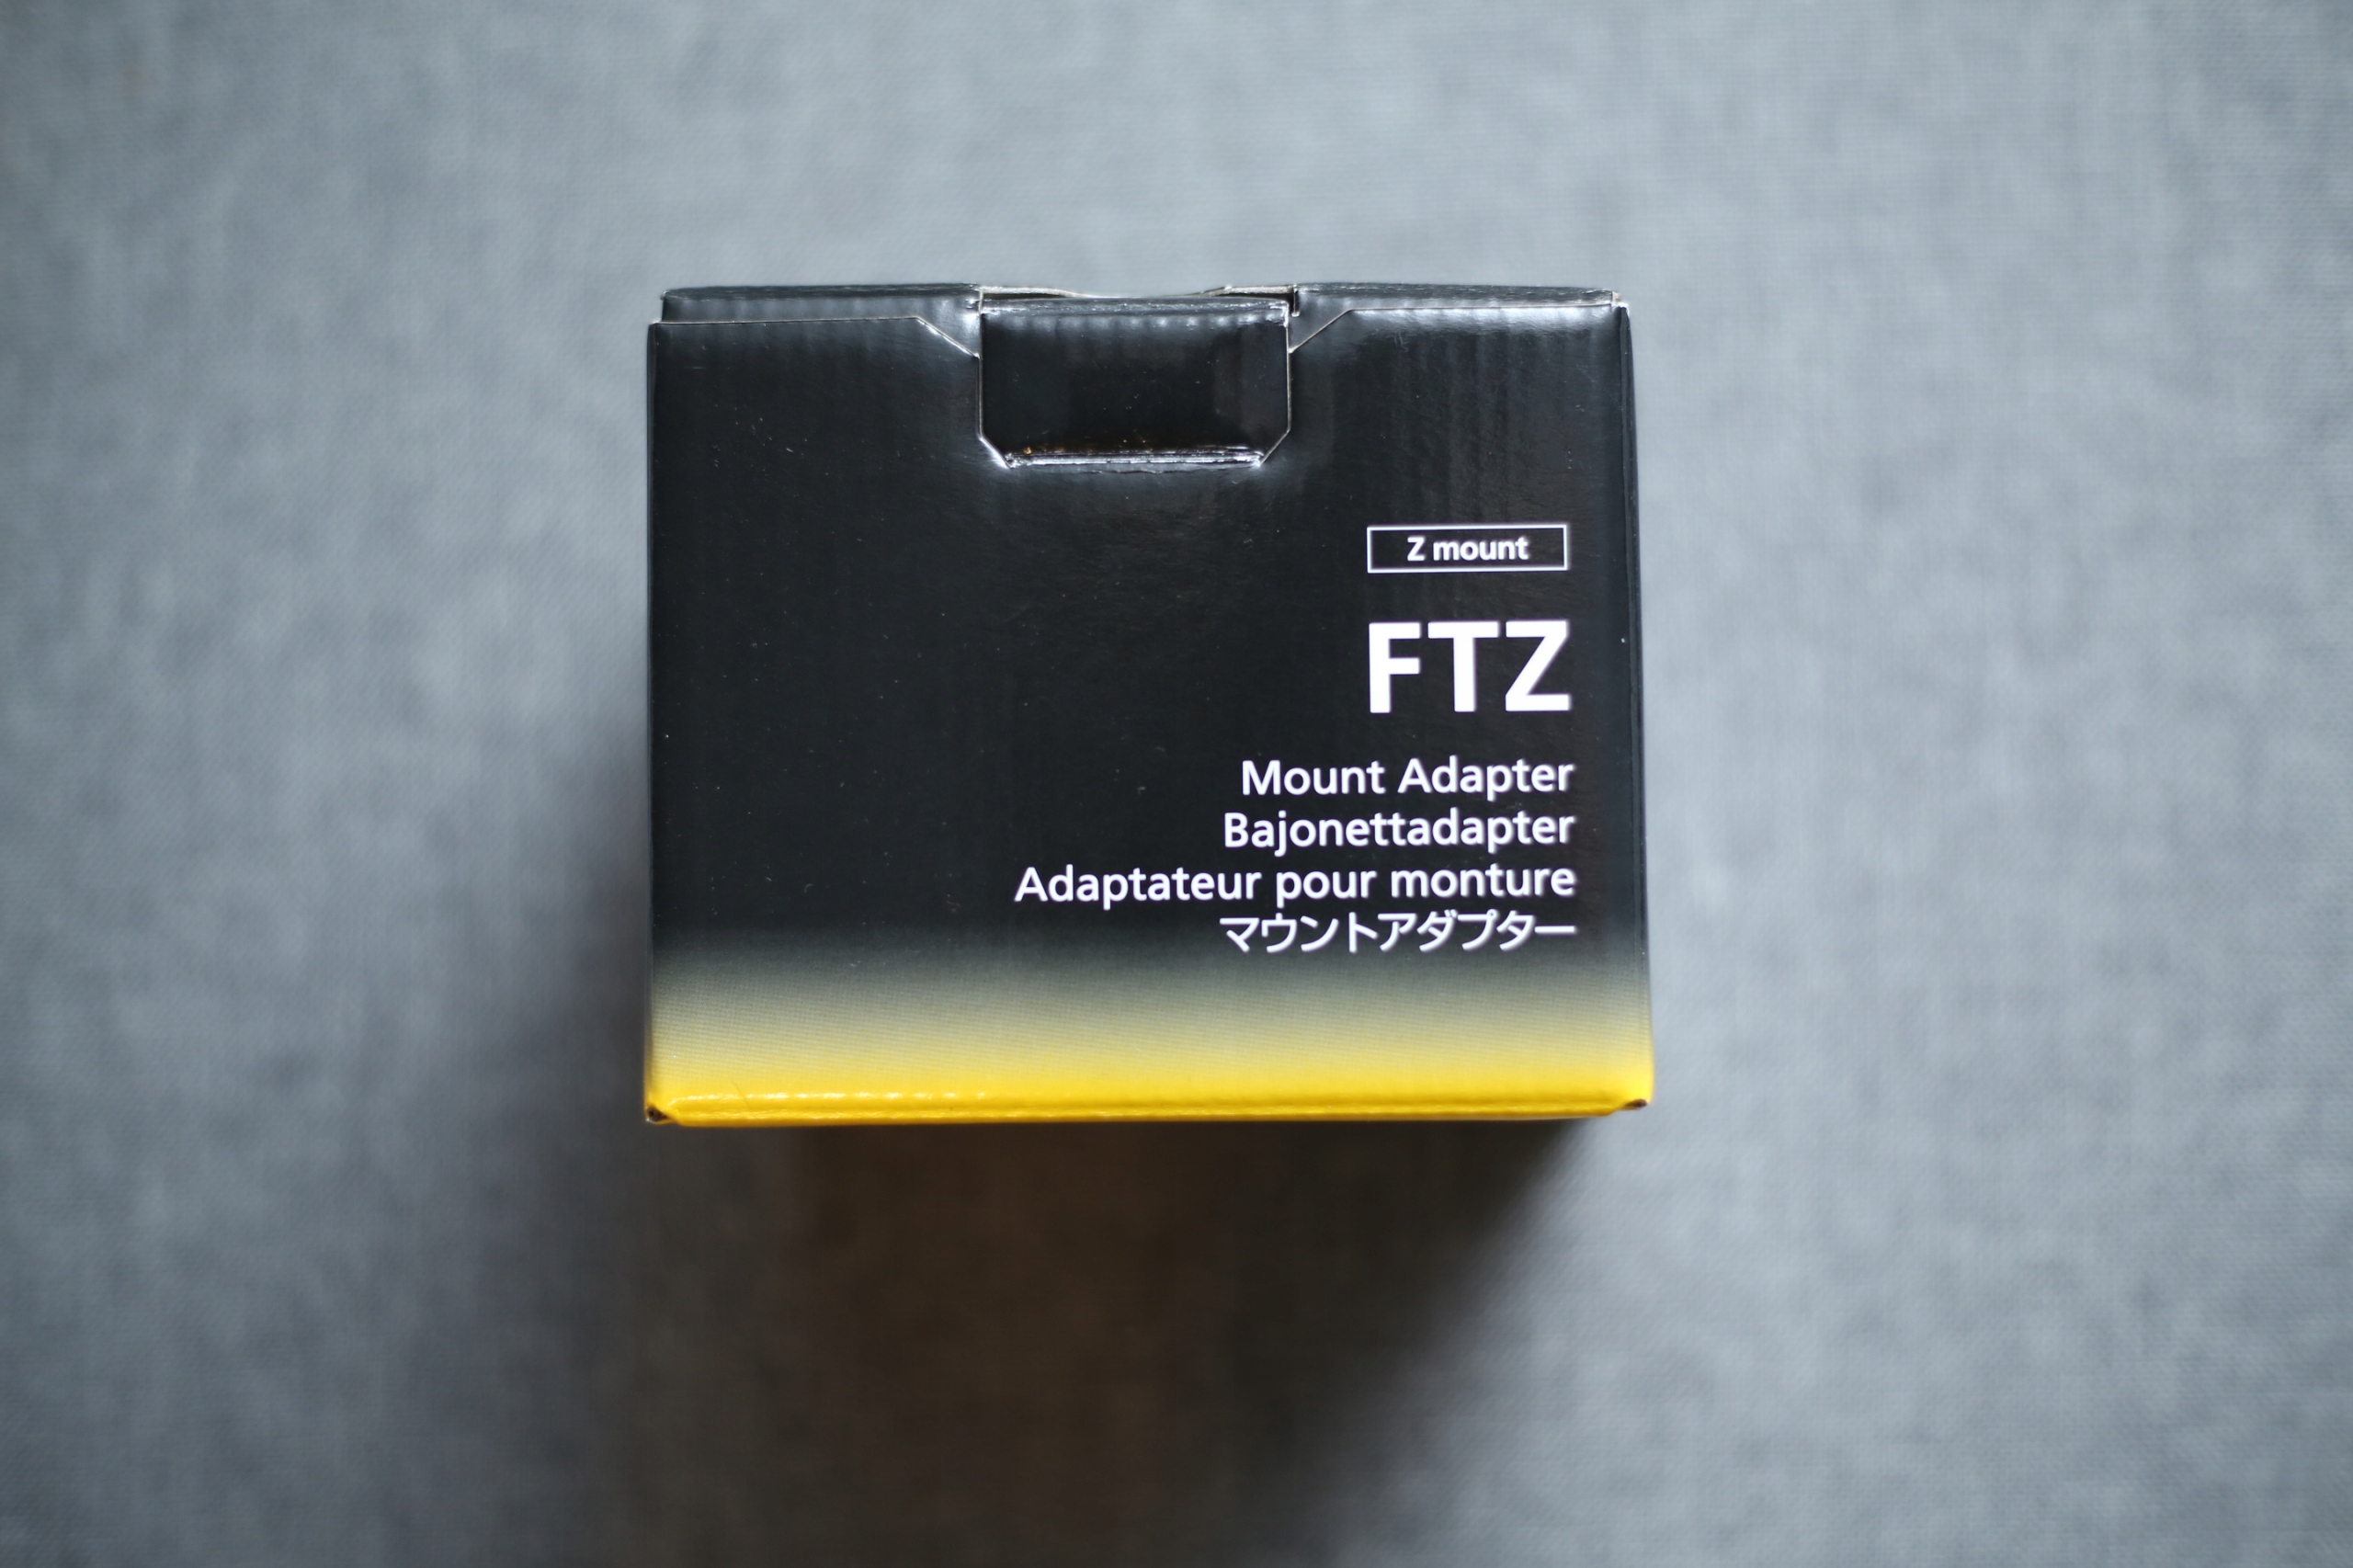 Z mount
FTZ
Mount Adapter
Bajonettadapter
Adaptateur pour monture
マウントアダプター